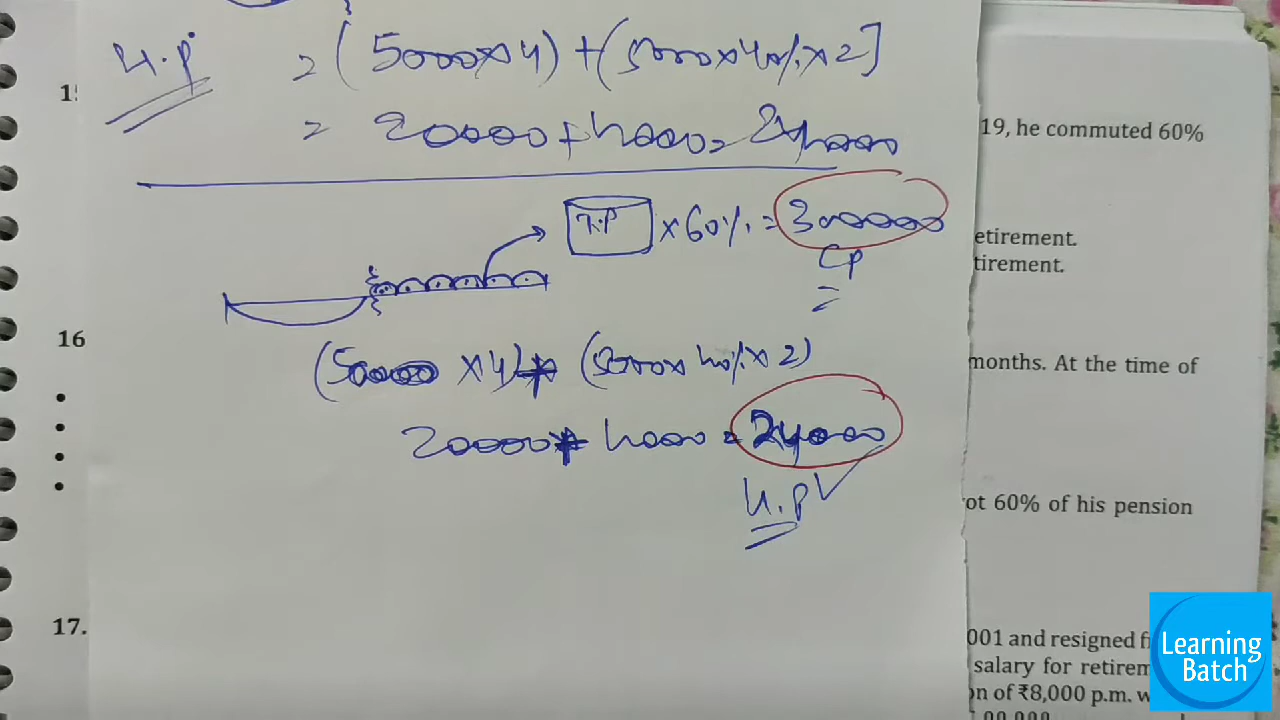 U.P = (5000×4) + (5000×40%×2]
15
19, he commuted 60%
= 20000 + 4000 = 24000
T.P × 60% = 300000
etirement.
CP
tirement.
16
(5000 ×4) + (5000×40%×2)
months. At the time of
20000 + 4000 = 24000
U.P
ot 60% of his pension
17.
001 and resigned f
salary for retirem
on of ₹8,000 p.m. w
Learning
Batch